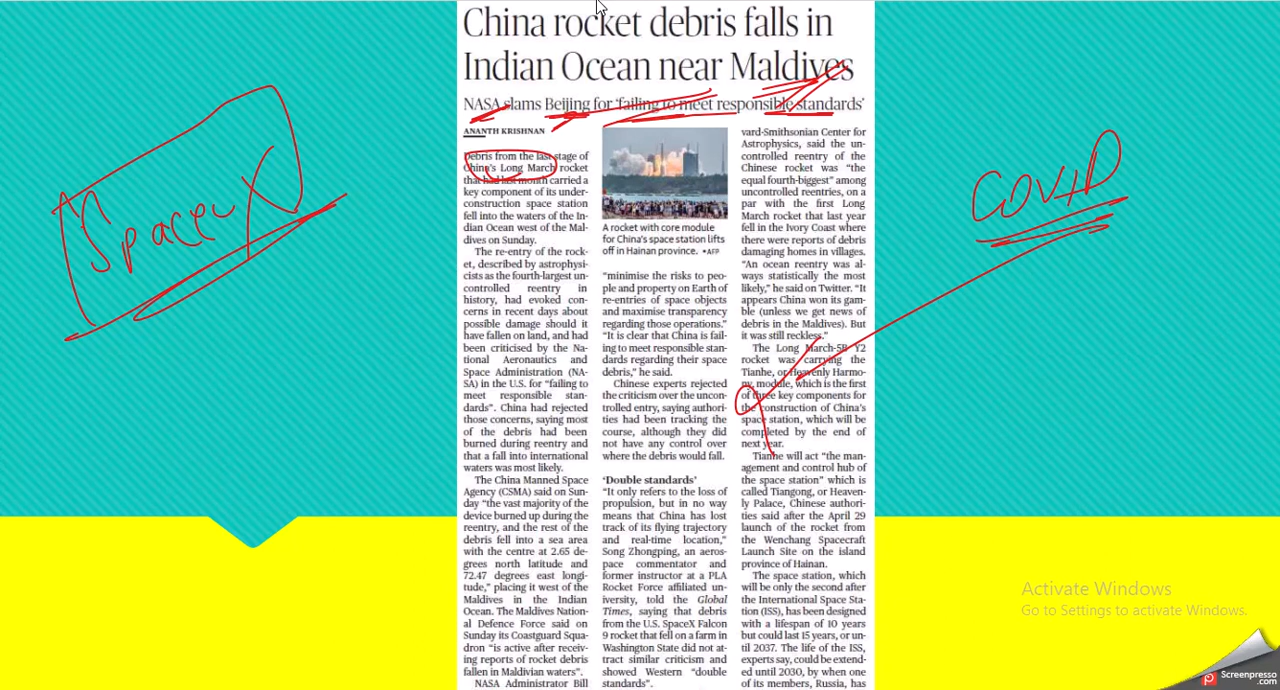 China rocket debris falls in
Indian Ocean near Maldives
NASA slams Beijing for ‘failing to meet responsible standards’
ANANTH KRISHNAN
Debris from the last stage of
China's Long March rocket
that had last month carried a
key component of its under-
construction space station
fell into the waters of the In-
dian Ocean west of the Mal-
dives on Sunday.
The re-entry of the rock-
et, described by astrophysi-
cists as the fourth-largest un-
controlled reentry in
history, had evoked con-
cerns in recent days about
possible damage should it
have fallen on land, and had
been criticised by the Na-
tional Aeronautics and
Space Administration (NA-
SA) in the U.S. for “failing to
meet responsible stan-
dards”. China had rejected
those concerns, saying most
of the debris had been
burned during reentry and
that a fall into international
waters was most likely.
The China Manned Space
Agency (CSMA) said on Sun-
day “the vast majority of the
device burned up during the
reentry, and the rest of the
debris fell into a sea area
with the centre at 2.65 de-
grees north latitude and
72.47 degrees east longi-
tude,” placing it west of the
Maldives in the Indian
Ocean. The Maldives Nation-
al Defence Force said on
Sunday its Coastguard Squa-
dron “is active after receiv-
ing reports of rocket debris
fallen in Maldivian waters”.
NASA Administrator Bill
A rocket with core module
for China's space station lifts
off in Hainan province. •AFP
“minimise the risks to peo-
ple and property on Earth of
re-entries of space objects
and maximise transparency
regarding those operations.”
“It is clear that China is fail-
ing to meet responsible stan-
dards regarding their space
debris,” he said.
Chinese experts rejected
the criticism over the uncon-
trolled entry, saying authori-
ties had been tracking the
course, although they did
not have any control over
where the debris would fall.
‘Double standards’
“It only refers to the loss of
propulsion, but in no way
means that China has lost
track of its flying trajectory
and real-time location,”
Song Zhongping, an aeros-
pace commentator and
former instructor at a PLA
Rocket Force affiliated un-
iversity, told the Global
Times, saying that debris
from the U.S. SpaceX Falcon
9 rocket that fell on a farm in
Washington State did not at-
tract similar criticism and
showed Western “double
standards”.
vard-Smithsonian Center for
Astrophysics, said the un-
controlled reentry of the
Chinese rocket was “the
equal fourth-biggest” among
uncontrolled reentries, on a
par with the first Long
March rocket that last year
fell in the Ivory Coast where
there were reports of debris
damaging homes in villages.
“An ocean reentry was al-
ways statistically the most
likely,” he said on Twitter. “It
appears China won its gam-
ble (unless we get news of
debris in the Maldives). But
it was still reckless.”
The Long March-5B Y2
rocket was carrying the
Tianhe, or Heavenly Harmo-
ny, module, which is the first
of three key components for
the construction of China's
space station, which will be
completed by the end of
next year.
Tianhe will act “the man-
agement and control hub of
the space station” which is
called Tiangong, or Heaven-
ly Palace, Chinese authori-
ties said after the April 29
launch of the rocket from
the Wenchang Spacecraft
Launch Site on the island
province of Hainan.
The space station, which
will be only the second after
the International Space Sta-
tion (ISS), has been designed
with a lifespan of 10 years
but could last 15 years, or un-
til 2037. The life of the ISS,
experts say, could be extend-
ed until 2030, by when one
of its members, Russia, has
COVID
Activate Windows
Go to Settings to activate Windows.
Screenpresso
.com